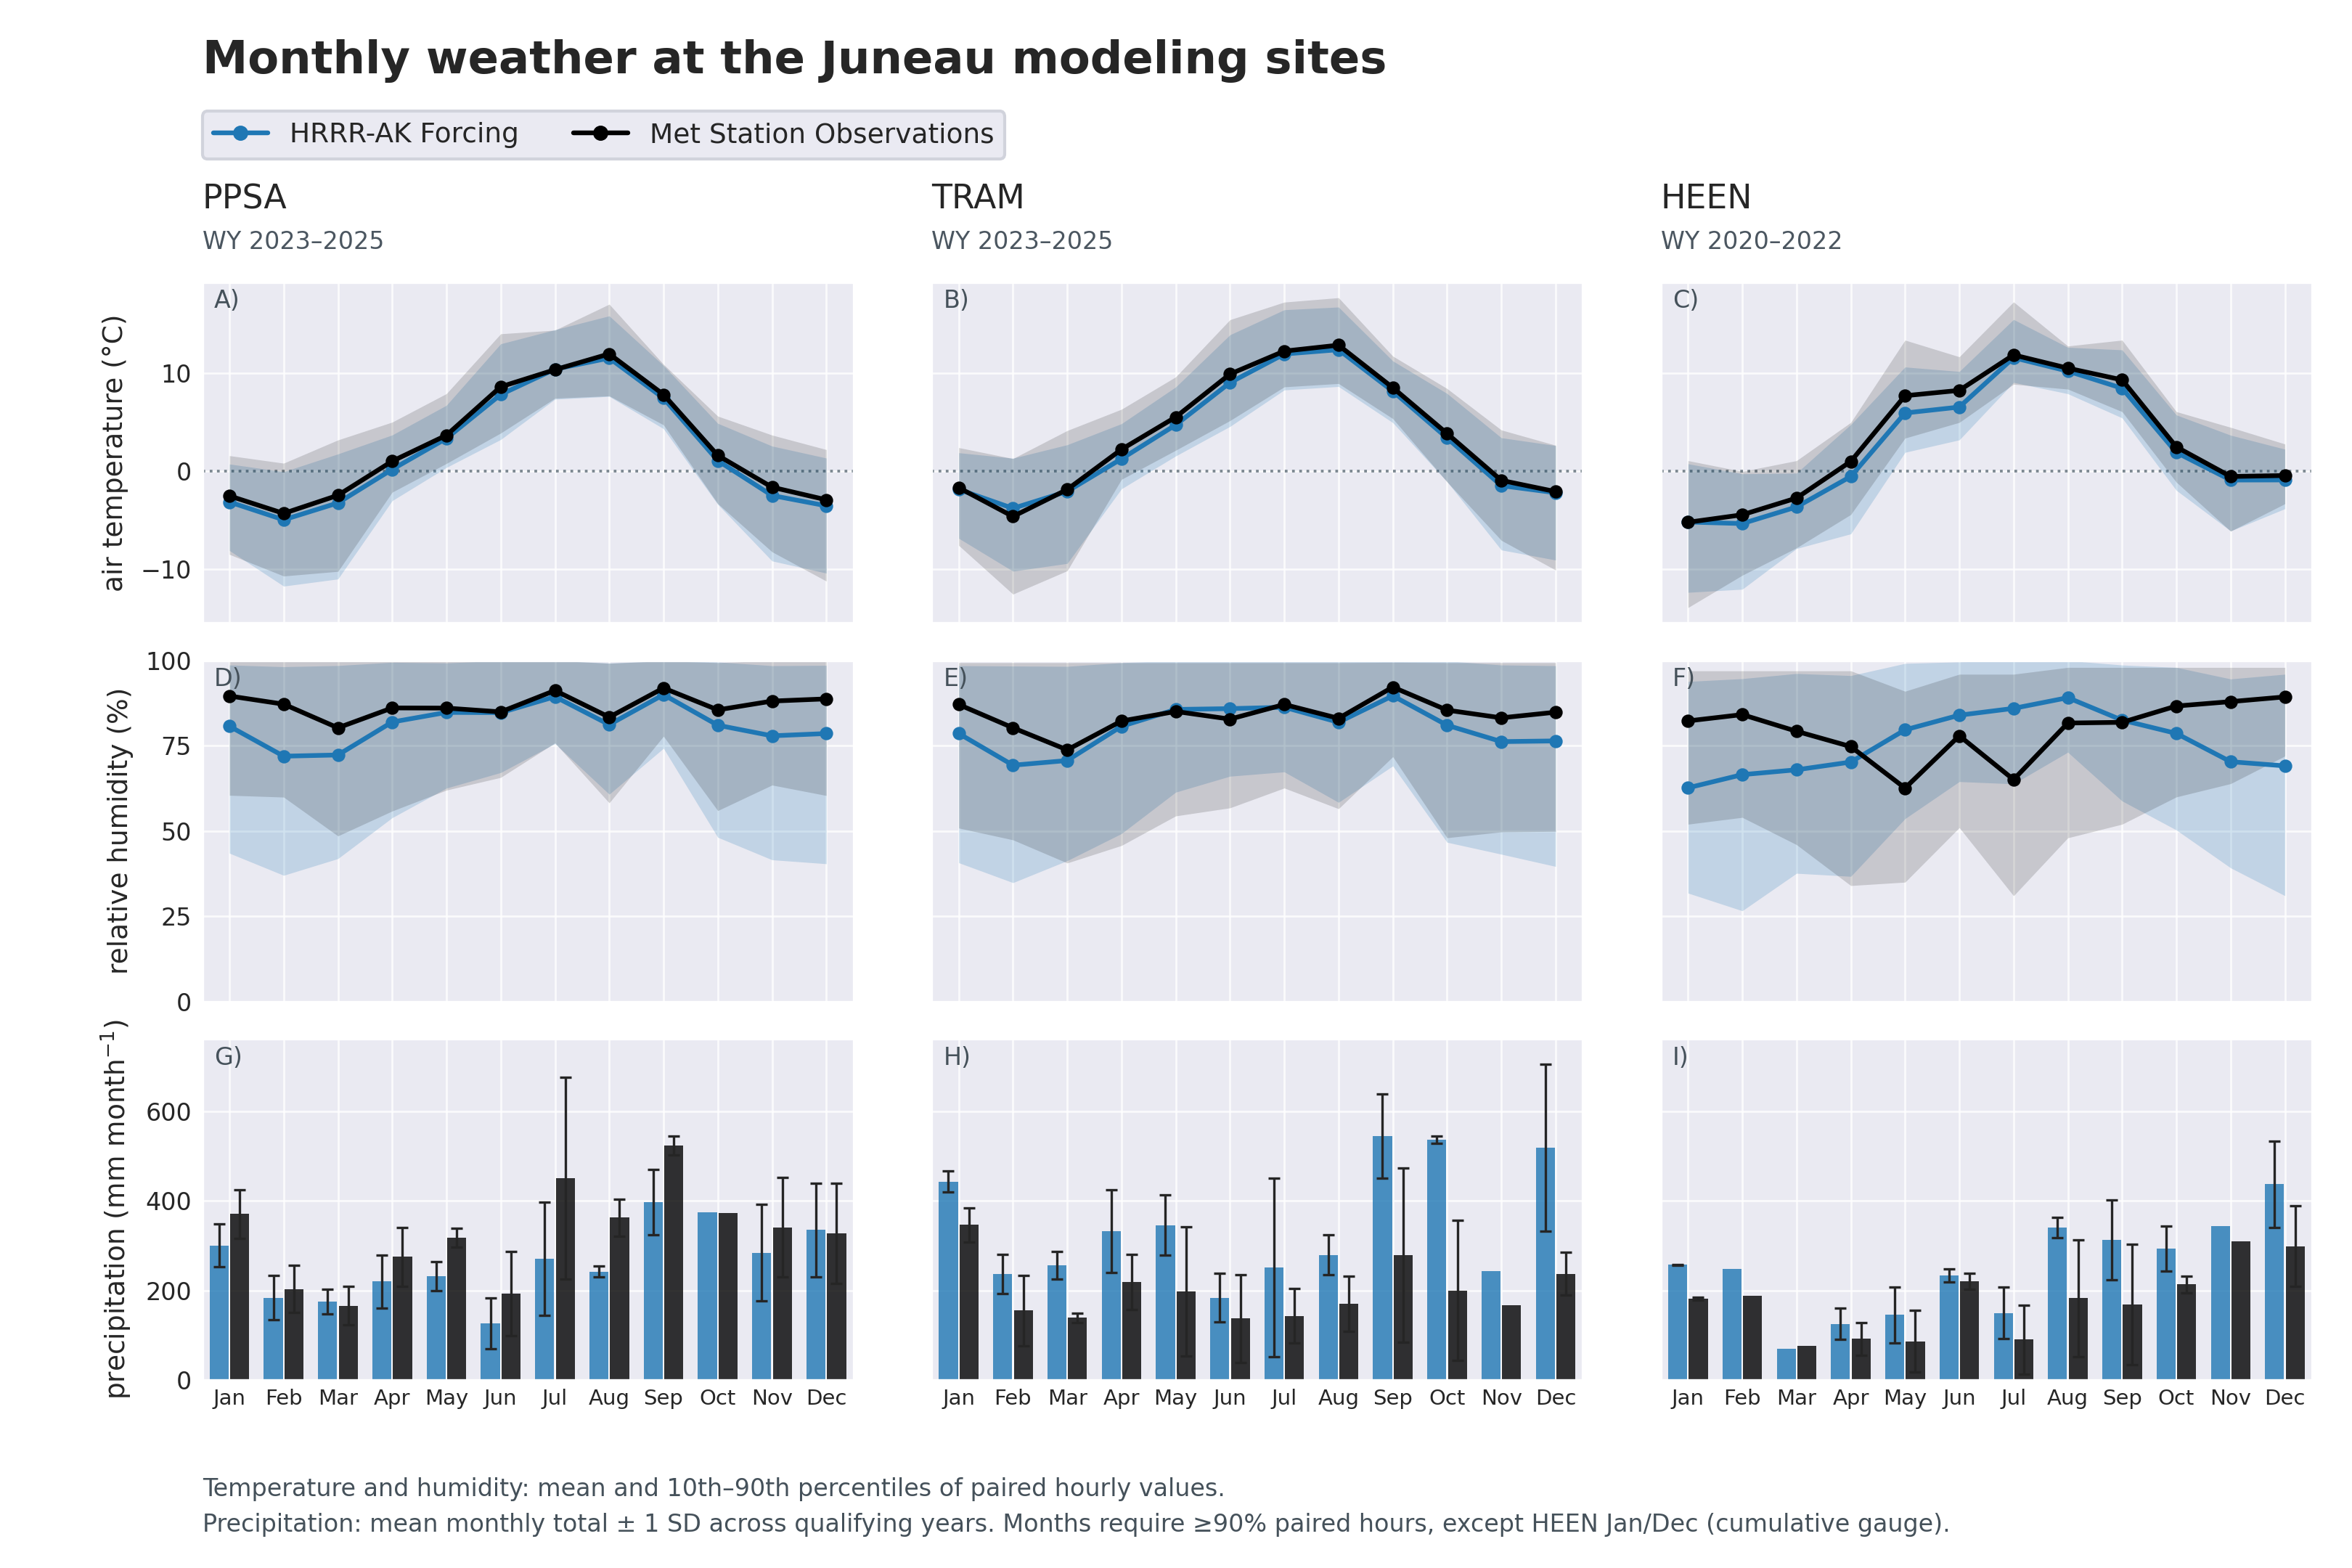 Monthly weather at the Juneau modeling sites
HRRR-AK Forcing Met Station Observations
PPSA TRAM HEEN
WY 2023–2025 WY 2023–2025 WY 2020–2022
A) B) C)
air temperature (°C)
10
0
−10
D) E) F)
relative humidity (%)
100
75
50
25
0
G) H) I)
precipitation (mm month⁻¹)
600
400
200
0
Jan Feb Mar Apr May Jun Jul Aug Sep Oct Nov Dec Jan Feb Mar Apr May Jun Jul Aug Sep Oct Nov Dec Jan Feb Mar Apr May Jun Jul Aug Sep Oct Nov Dec
Temperature and humidity: mean and 10th–90th percentiles of paired hourly values.
Precipitation: mean monthly total ± 1 SD across qualifying years. Months require ≥90% paired hours, except HEEN Jan/Dec (cumulative gauge).